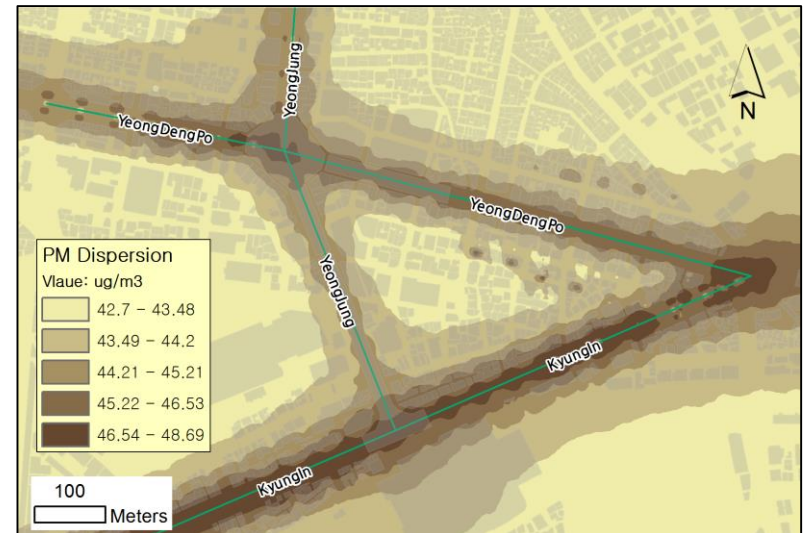 YeongJung
YeongDengPo
N
YeongDengPo
YeongJung
PM Dispersion
Vlaue: ug/m3
42.7 - 43.48
43.49 - 44.2
44.21 - 45.21
45.22 - 46.53
46.54 - 48.69
KyungIn
KyungIn
100
Meters